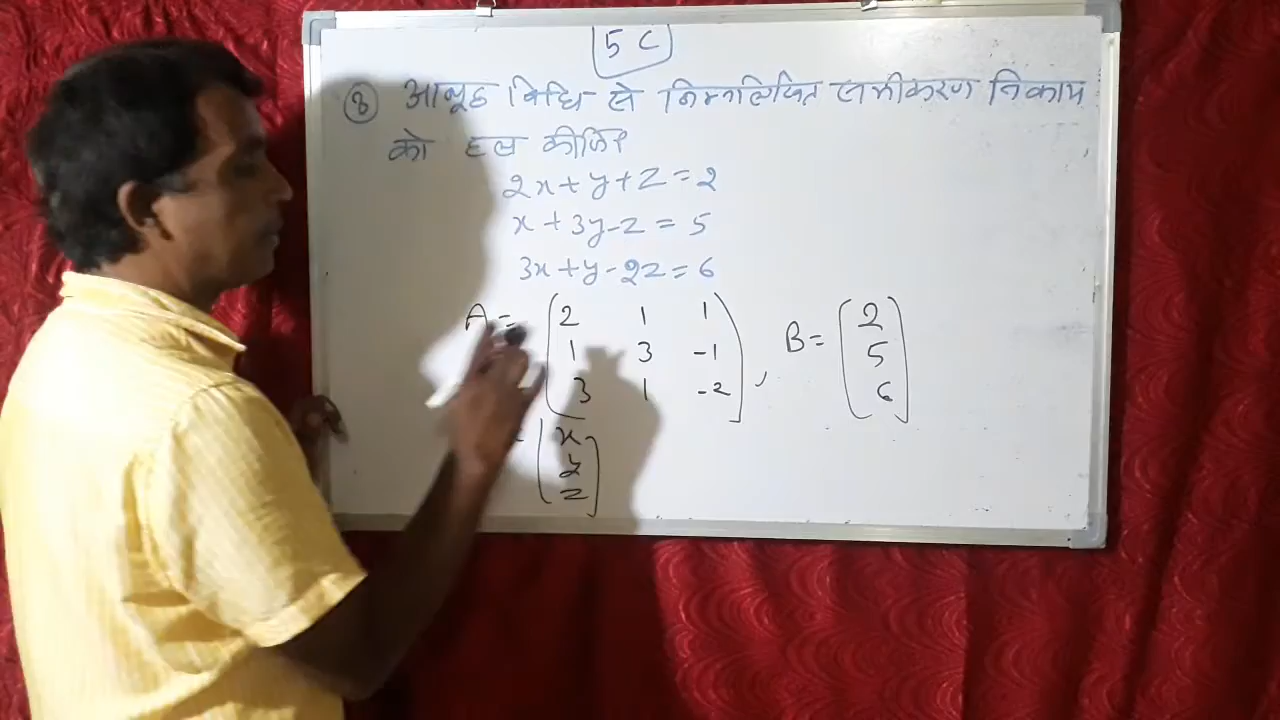 5 C
⑧ आव्यूह विधि से निम्नलिखित समीकरण निकाय
को हल कीजिए
2x + y + z = 2
x + 3y - z = 5
3x + y - 2z = 6
A = (2 1 1), B = (2)
(1 3 -1) (5)
(3 1 -2) (6)
= (x)
(y)
(z)